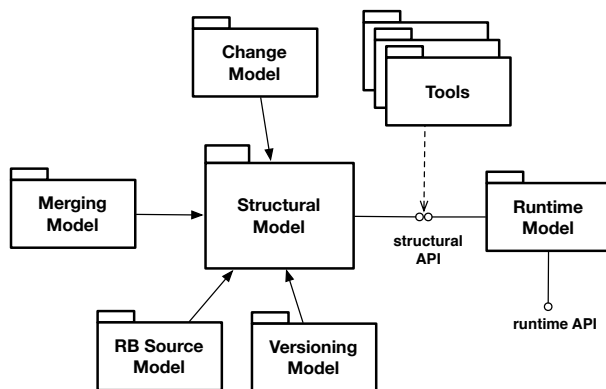 Change
Model
Tools
Merging
Model
Structural
Model
Runtime
Model
structural
API
runtime API
RB Source
Model
Versioning
Model